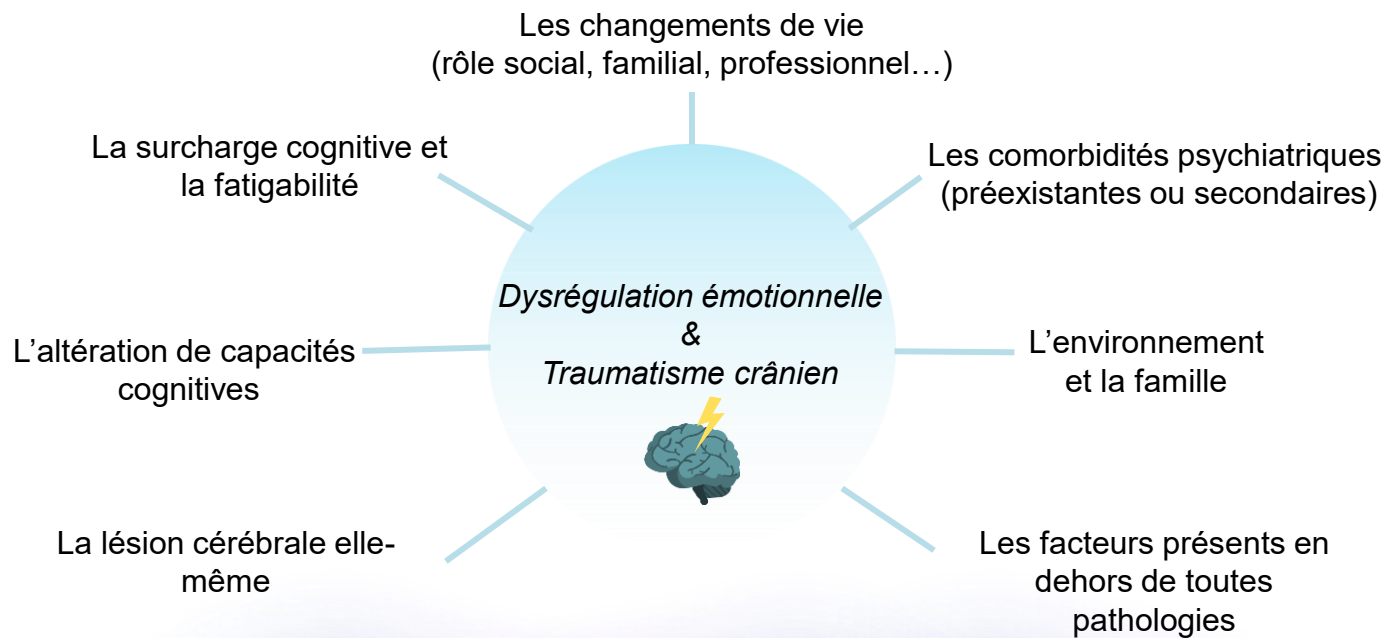 Les changements de vie
(rôle social, familial, professionnel…)
La surcharge cognitive et
la fatigabilité
Les comorbidités psychiatriques
(préexistantes ou secondaires)
Dysrégulation émotionnelle
&
Traumatisme crânien
L’altération de capacités
cognitives
L’environnement
et la famille
La lésion cérébrale elle-
même
Les facteurs présents en
dehors de toutes
pathologies